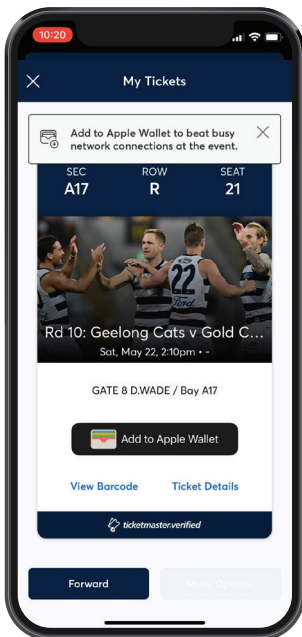 10:20
My Tickets
Add to Apple Wallet to beat busy
network connections at the event.
SEC ROW SEAT
A17 R 21
22
Ford
Rd 10: Geelong Cats v Gold C...
Sat, May 22, 2:10pm • -
GATE 8 D.WADE / Bay A17
Add to Apple Wallet
View Barcode Ticket Details
ticketmaster.verified
Forward More Options